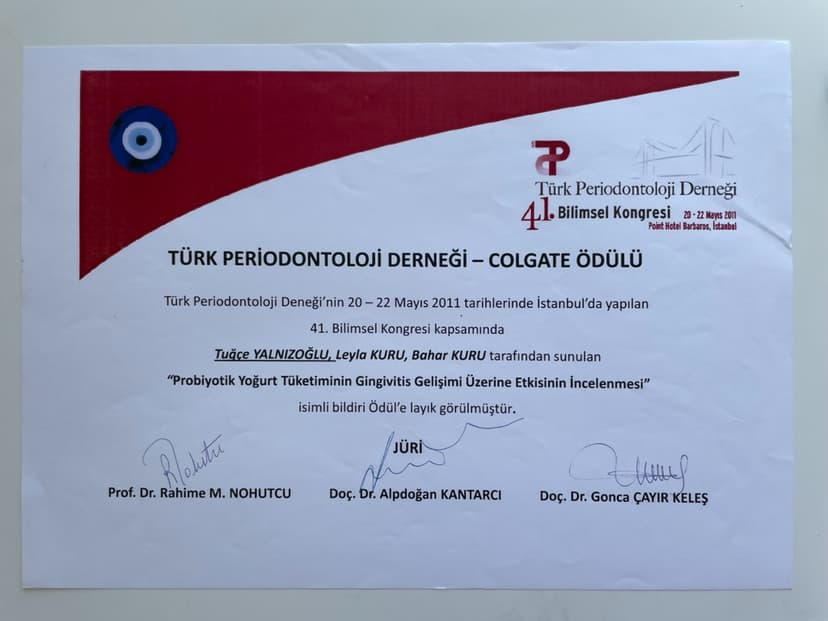 Türk Periodontoloji Derneği
41. Bilimsel Kongresi 20 - 22 Mayıs 2011
Point Hotel Barbaros, İstanbul
TÜRK PERİODONTOLOJİ DERNEĞİ – COLGATE ÖDÜLÜ
Türk Periodontoloji Deneği'nin 20 – 22 Mayıs 2011 tarihlerinde İstanbul'da yapılan
41. Bilimsel Kongresi kapsamında
Tuğçe YALNIZOĞLU, Leyla KURU, Bahar KURU tarafından sunulan
"Probiyotik Yoğurt Tüketiminin Gingivitis Gelişimi Üzerine Etkisinin İncelenmesi"
isimli bildiri Ödül'e layık görülmüştür.
JÜRİ
Prof. Dr. Rahime M. NOHUTCU Doç. Dr. Alpdoğan KANTARCI Doç. Dr. Gonca ÇAYIR KELEŞ